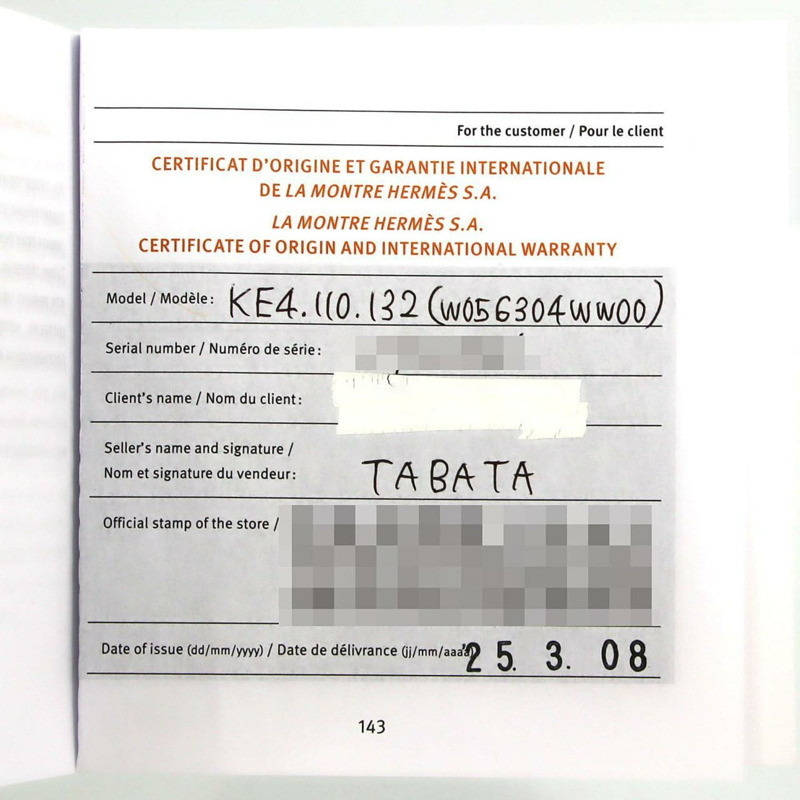 For the customer / Pour le client
CERTIFICAT D'ORIGINE ET GARANTIE INTERNATIONALE
DE LA MONTRE HERMÈS S.A.
LA MONTRE HERMÈS S.A.
CERTIFICATE OF ORIGIN AND INTERNATIONAL WARRANTY
Model / Modèle: KE4.110.132 (W056304WW00)
Serial number / Numéro de série:
Client's name / Nom du client:
Seller's name and signature /
Nom et signature du vendeur: TABATA
Official stamp of the store /
Date of issue (dd/mm/yyyy) / Date de délivrance (jj/mm/aaaa) '25. 3. 08
143